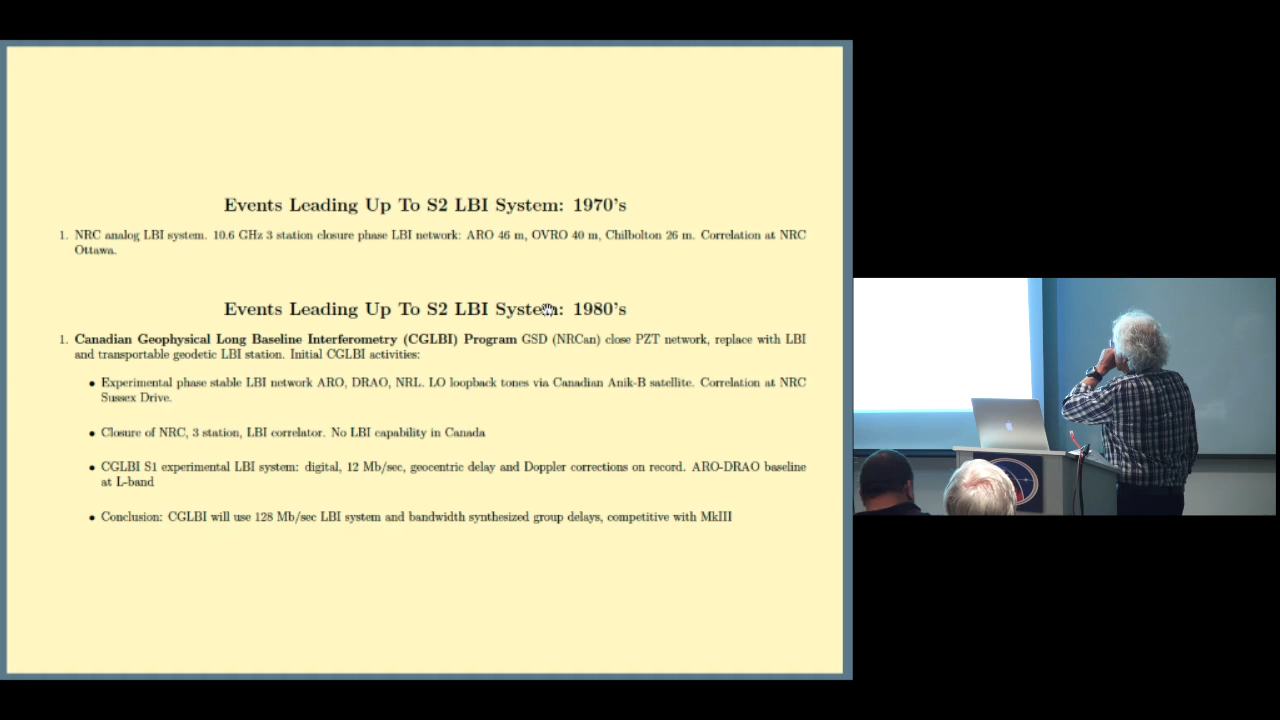 Events Leading Up To S2 LBI System: 1970's
1. NRC analog LBI system. 10.6 GHz 3 station closure phase LBI network: ARO 46 m, OVRO 40 m, Chilbolton 26 m. Correlation at NRC
Ottawa.
Events Leading Up To S2 LBI System: 1980's
1. Canadian Geophysical Long Baseline Interferometry (CGLBI) Program GSD (NRCan) close PZT network, replace with LBI
and transportable geodetic LBI station. Initial CGLBI activities:
• Experimental phase stable LBI network ARO, DRAO, NRL. LO loopback tones via Canadian Anik-B satellite. Correlation at NRC
Sussex Drive.
• Closure of NRC, 3 station, LBI correlator. No LBI capability in Canada
• CGLBI S1 experimental LBI system: digital, 12 Mb/sec, geocentric delay and Doppler corrections on record. ARO-DRAO baseline
at L-band
• Conclusion: CGLBI will use 128 Mb/sec LBI system and bandwidth synthesized group delays, competitive with MkIII